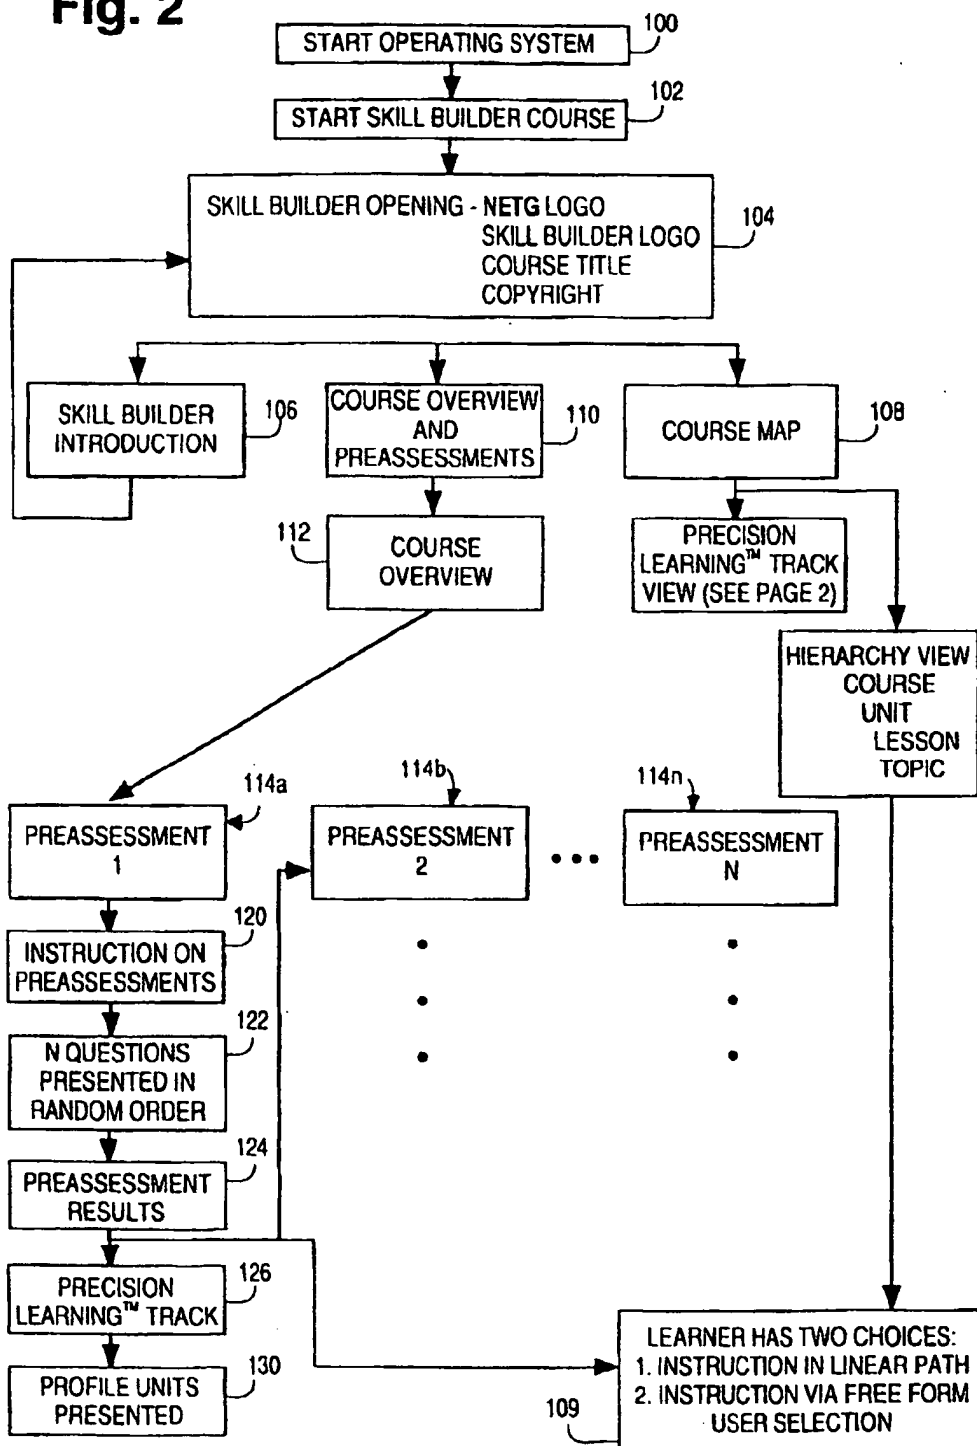 Fig. 2
START OPERATING SYSTEM
100
START SKILL BUILDER COURSE
102
SKILL BUILDER OPENING - NETG LOGO
SKILL BUILDER LOGO
COURSE TITLE
COPYRIGHT
104
SKILL BUILDER
INTRODUCTION
106
COURSE OVERVIEW
AND
PREASSESSMENTS
110
COURSE MAP
108
112
COURSE
OVERVIEW
PRECISION
LEARNING™ TRACK
VIEW (SEE PAGE 2)
HIERARCHY VIEW
COURSE
UNIT
LESSON
TOPIC
PREASSESSMENT
1
114a
PREASSESSMENT
2
114b
PREASSESSMENT
N
114n
INSTRUCTION ON
PREASSESSMENTS
120
N QUESTIONS
PRESENTED IN
RANDOM ORDER
122
PREASSESSMENT
RESULTS
124
PRECISION
LEARNING™ TRACK
126
PROFILE UNITS
PRESENTED
130
LEARNER HAS TWO CHOICES:
1. INSTRUCTION IN LINEAR PATH
2. INSTRUCTION VIA FREE FORM
USER SELECTION
109